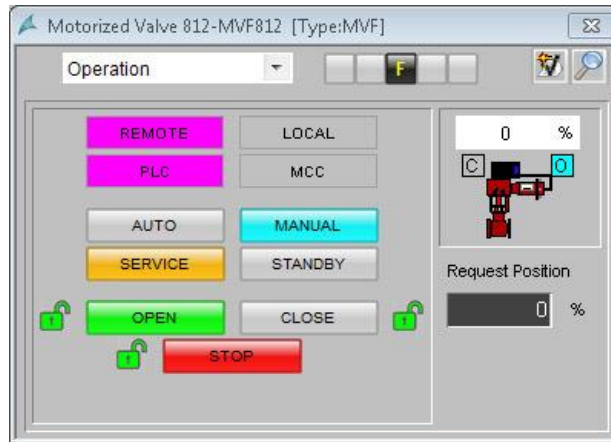 Motorized Valve 812-MVF812 [Type:MVF]
Operation
F
REMOTE LOCAL
0 %
PLC MCC
C O
AUTO MANUAL
SERVICE STANDBY
Request Position
OPEN CLOSE
0 %
STOP